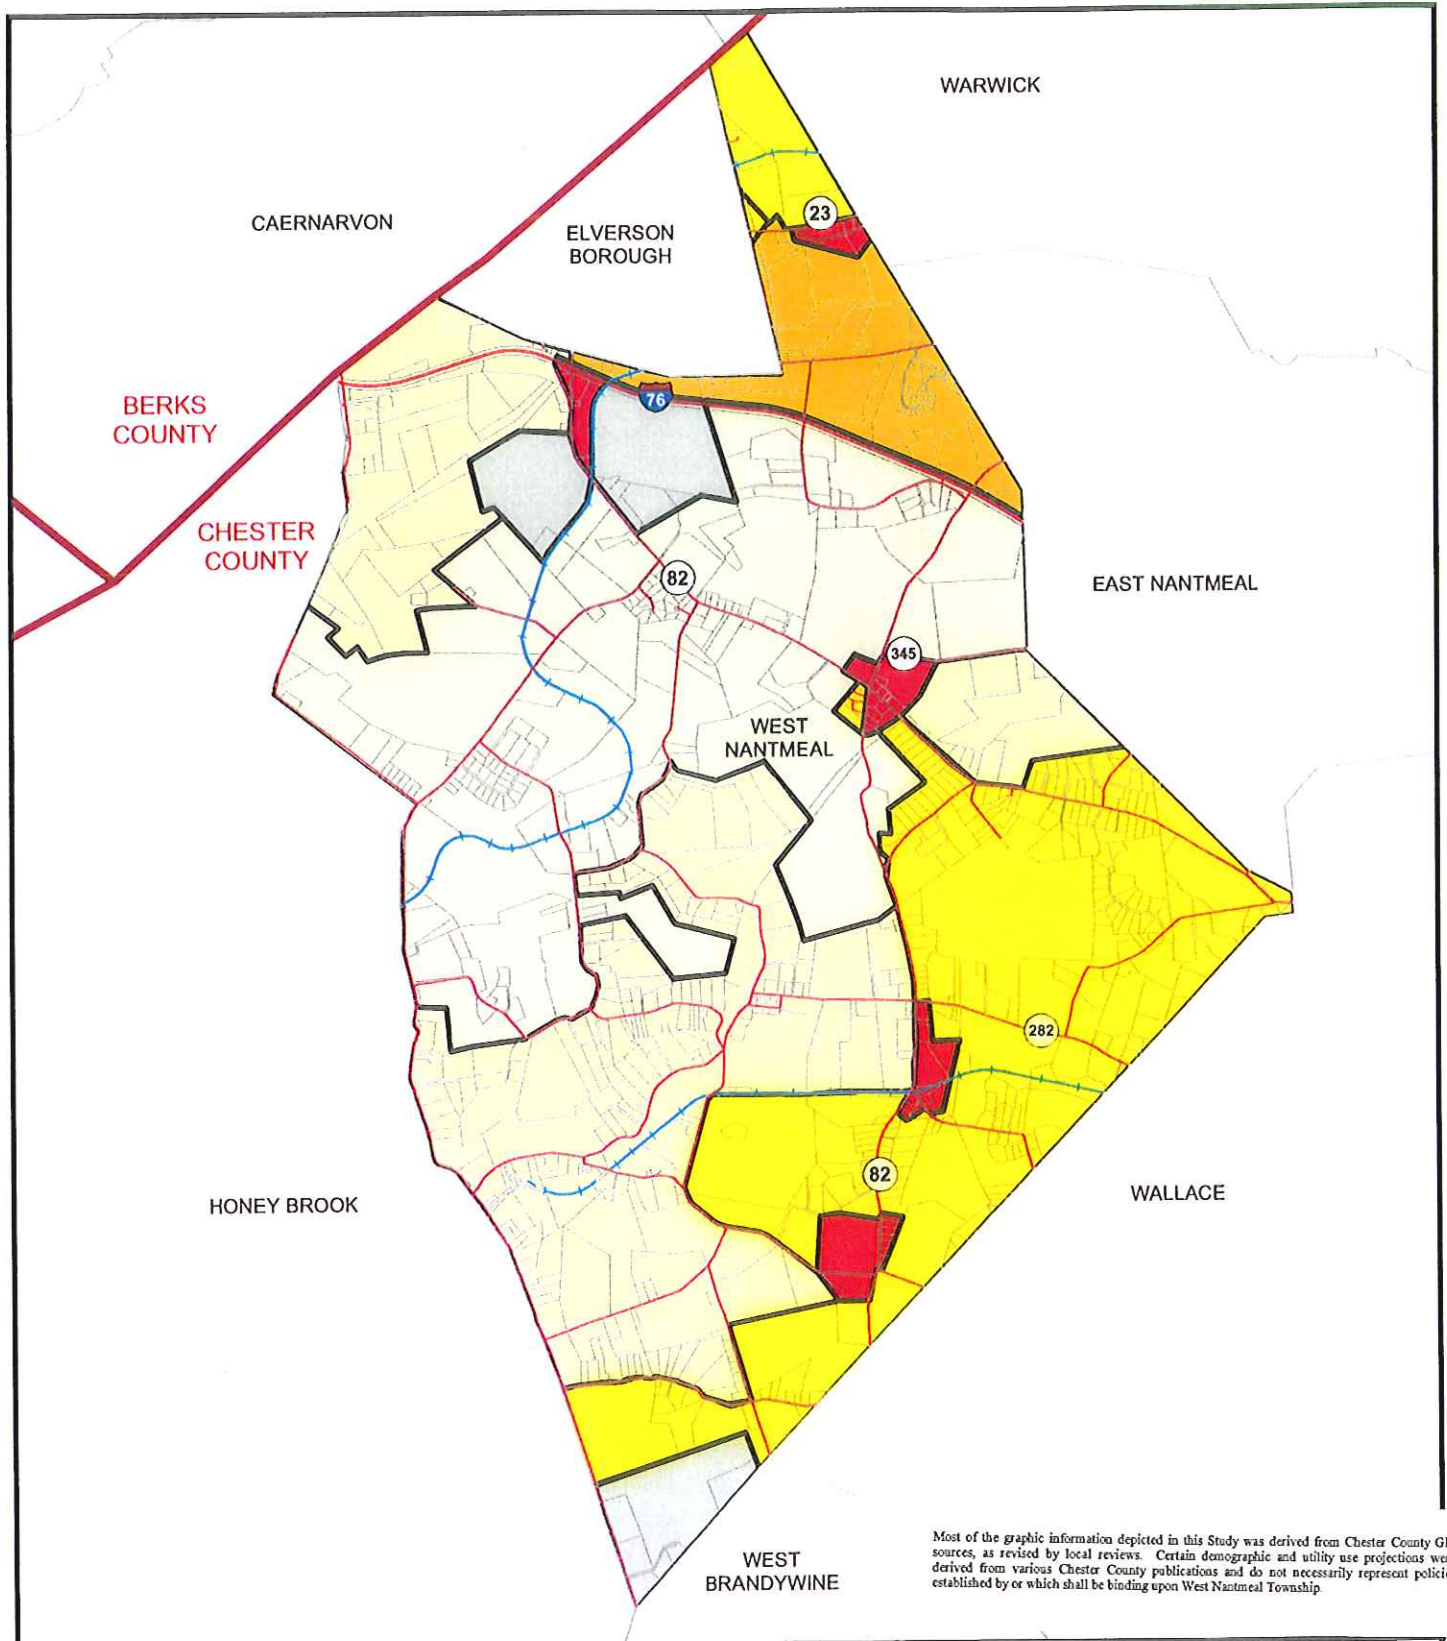 WARWICK
CAERNARVON
23
ELVERSON
BOROUGH
76
BERKS
COUNTY
CHESTER
COUNTY
82
EAST NANTMEAL
345
WEST
NANTMEAL
282
82
HONEY BROOK
WALLACE
WEST
BRANDYWINE
Most of the graphic information depicted in this Study was derived from Chester County GI
sources, as revised by local reviews. Certain demographic and utility use projections wer
derived from various Chester County publications and do not necessarily represent policie
established by or which shall be binding upon West Nantmeal Township.